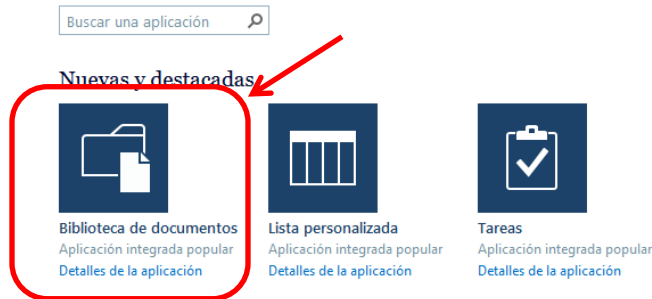 Buscar una aplicación
Nuevas y destacadas
Biblioteca de documentos
Aplicación integrada popular
Detalles de la aplicación
Lista personalizada
Aplicación integrada popular
Detalles de la aplicación
Tareas
Aplicación integrada popular
Detalles de la aplicación